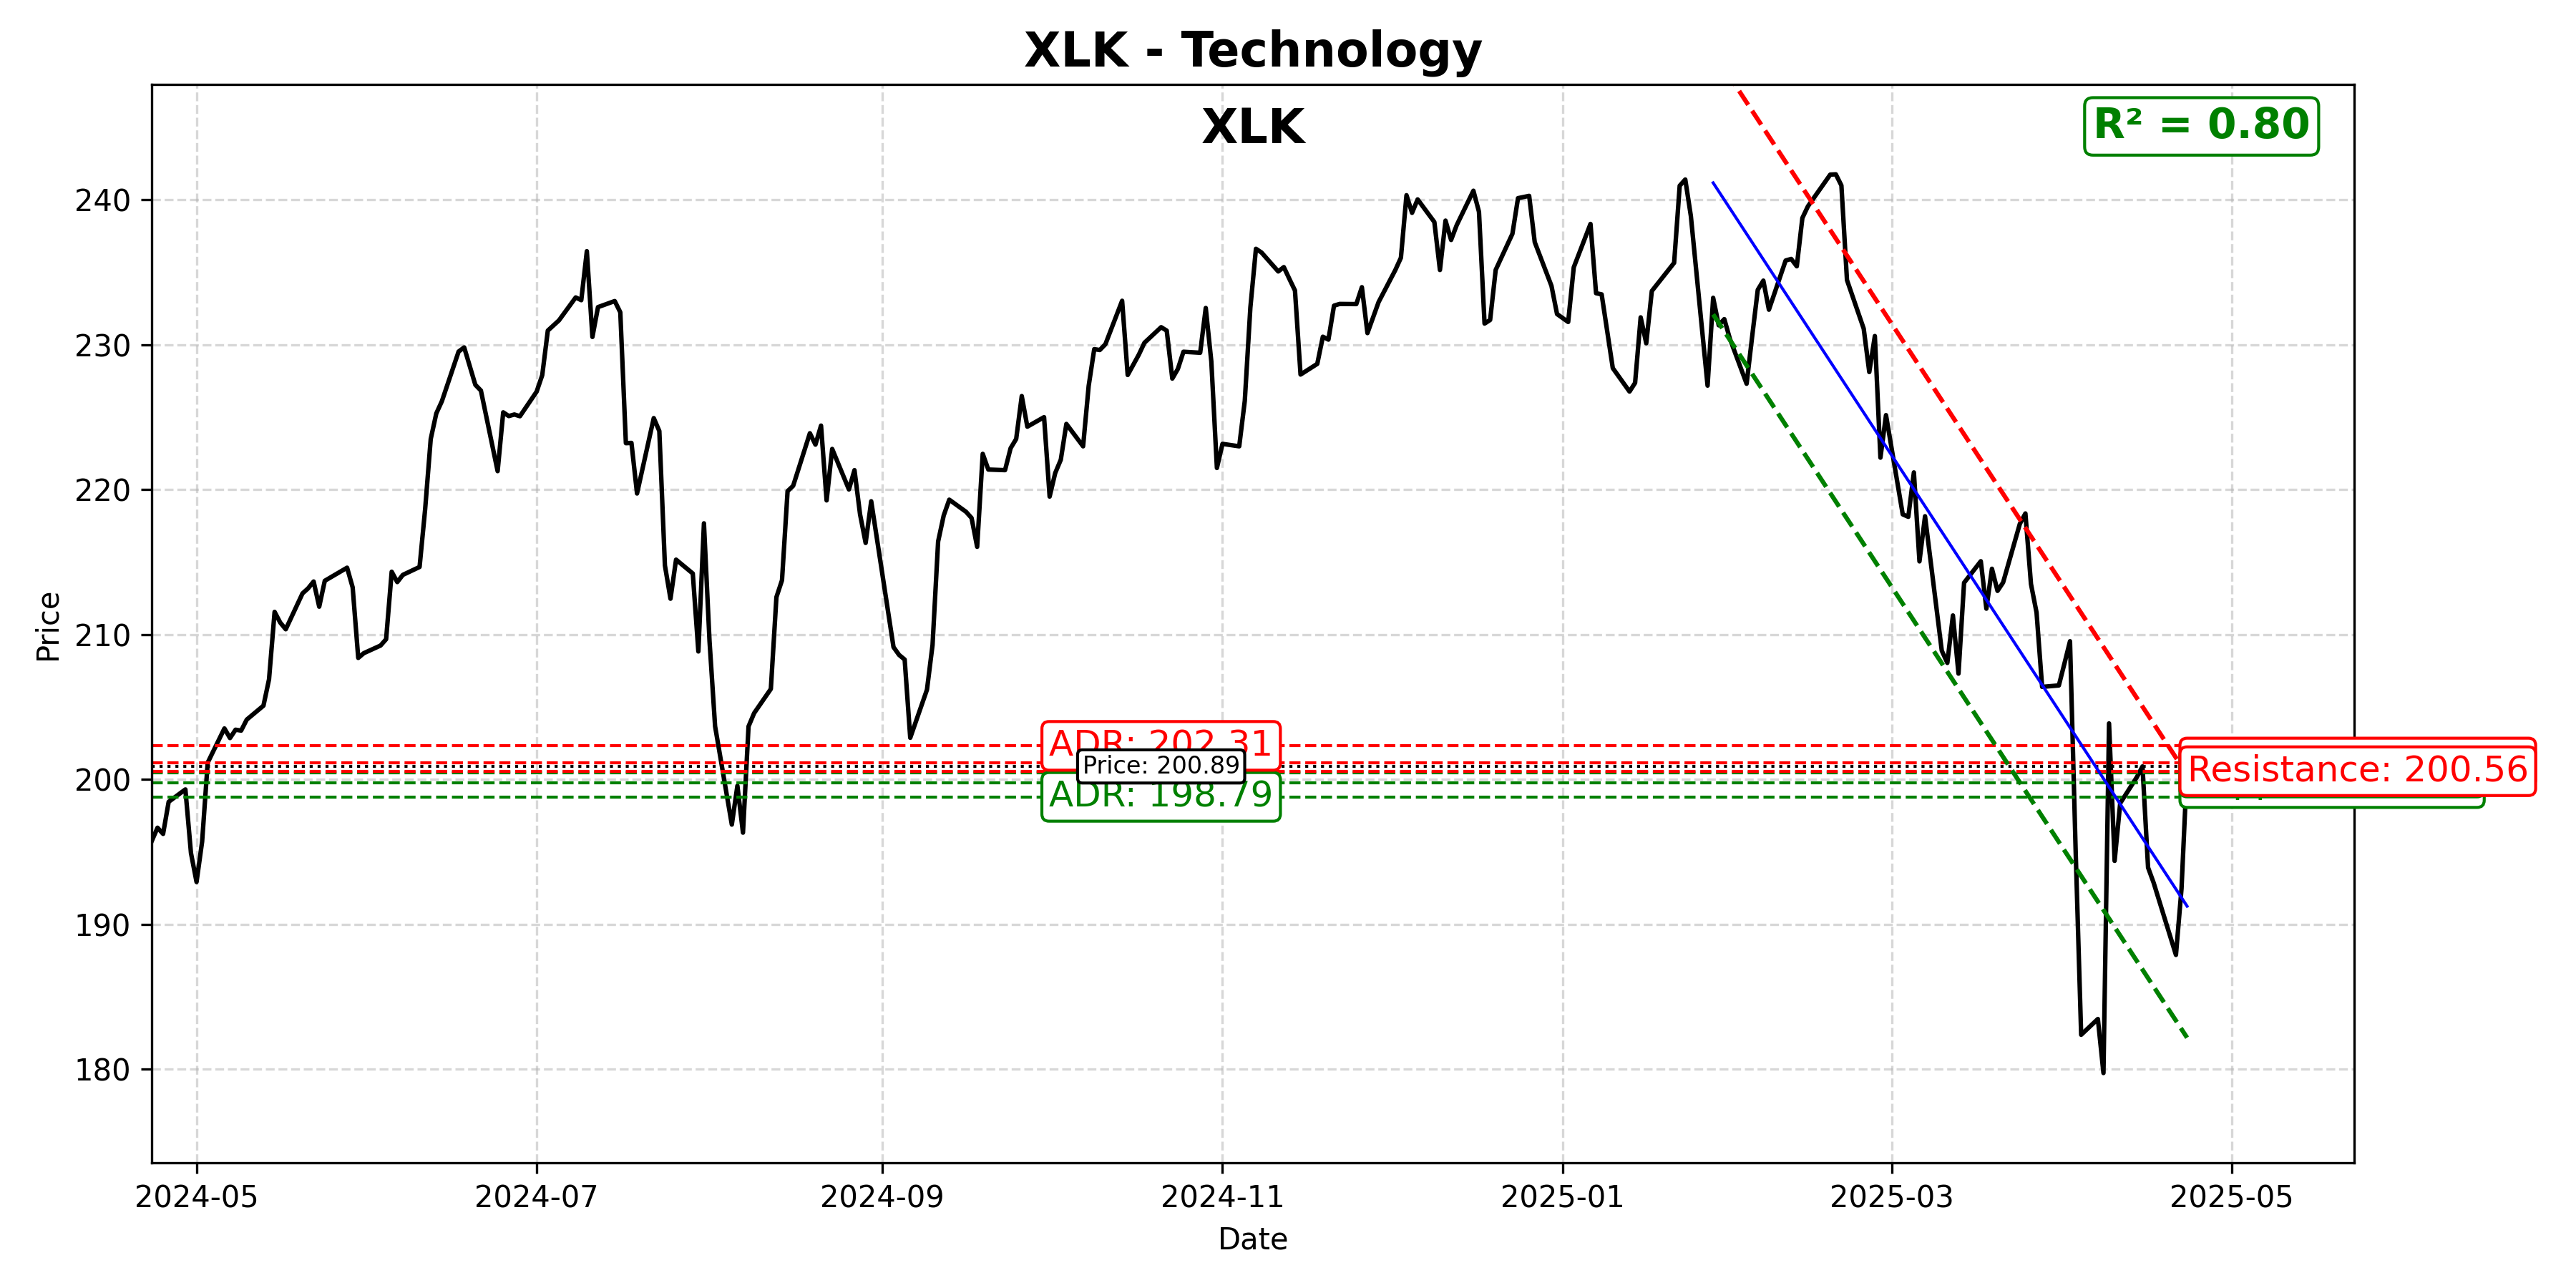 XLK - Technology
XLK
R² = 0.80
240
230
220
210
200
190
180
Price
ADR: 202.31
Price: 200.89
ADR: 198.79
Resistance: 200.56
2024-05
2024-07
2024-09
2024-11
2025-01
2025-03
2025-05
Date